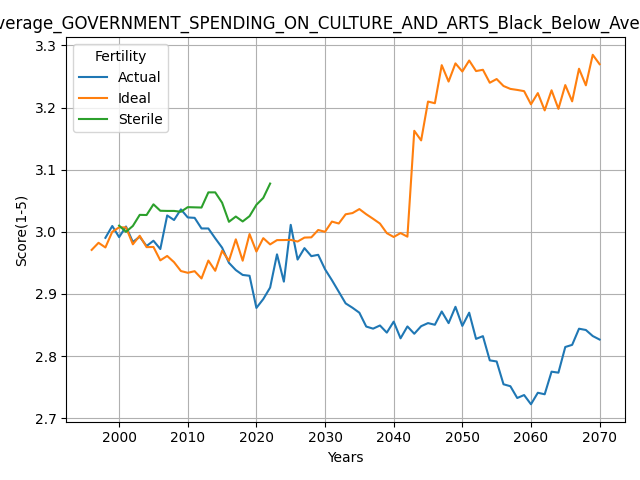 verage_GOVERNMENT_SPENDING_ON_CULTURE_AND_ARTS_Black_Below_Ave
Fertility
Actual
Ideal
Sterile
Score(1-5)
3.3
3.2
3.1
3.0
2.9
2.8
2.7
2000 2010 2020 2030 2040 2050 2060 2070
Years